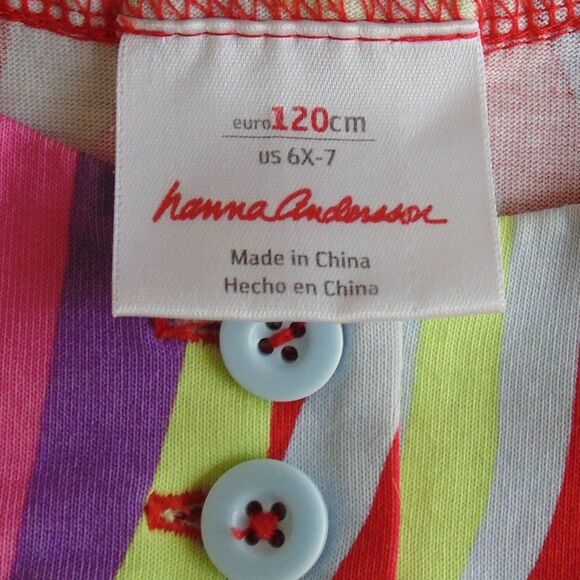 euro120cm
US 6X-7
hanna Andersson
Made in China
Hecho en China